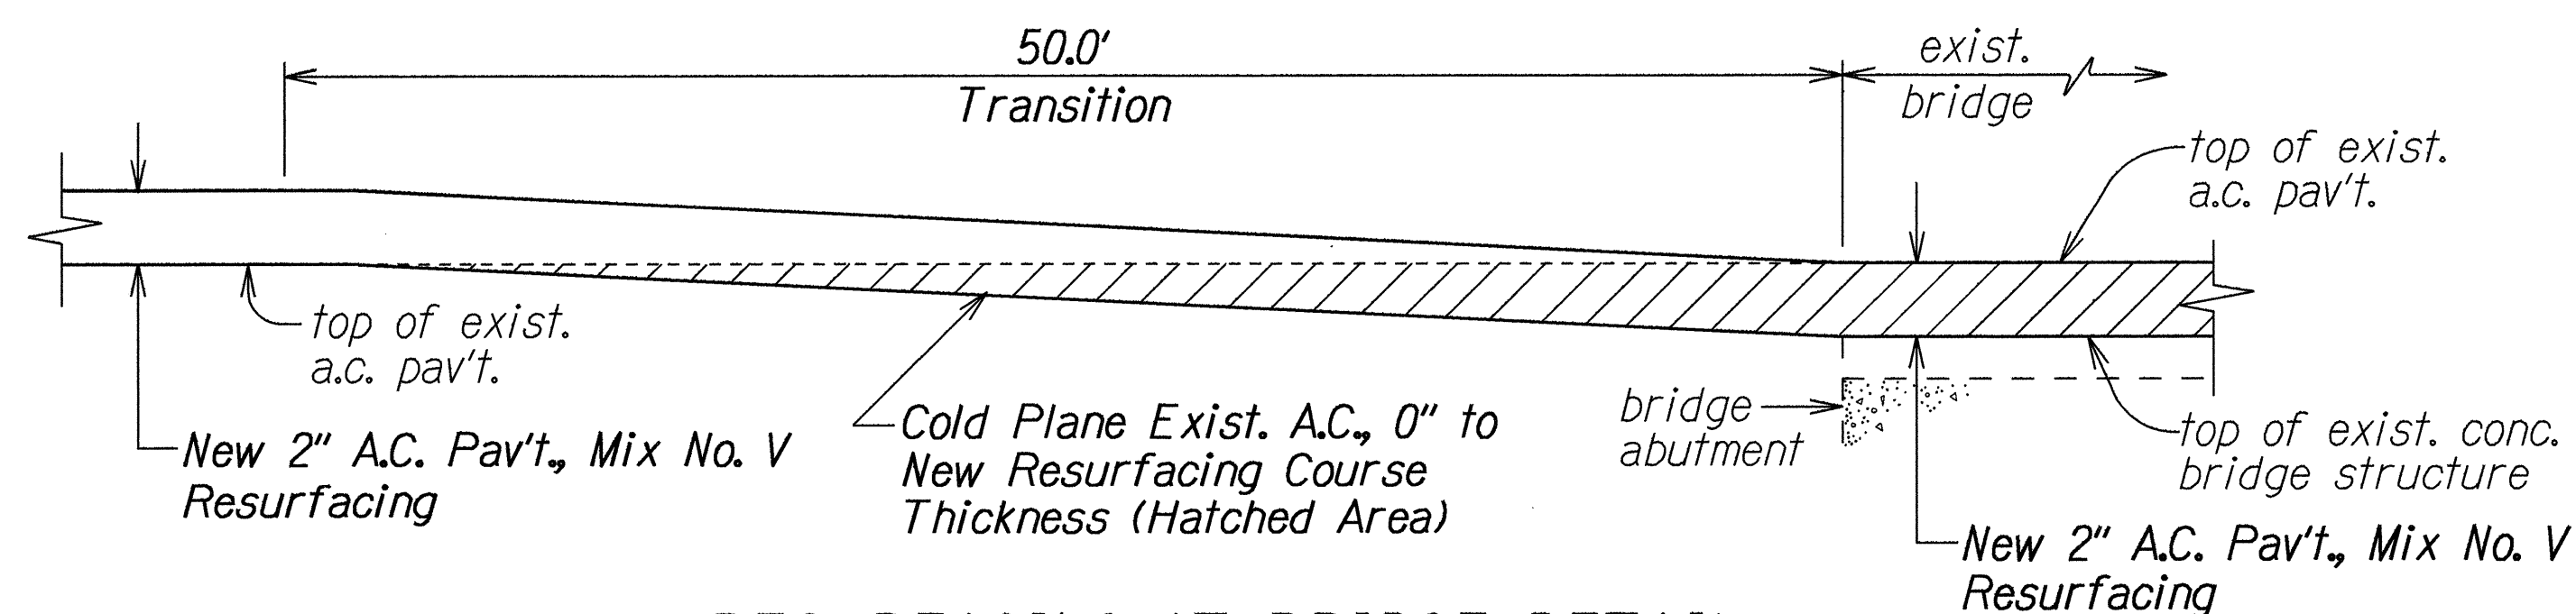 50.0'
Transition
exist.
bridge
top of exist.
a.c. pav't.
top of exist.
a.c. pav't.
New 2" A.C. Pav't., Mix No. V
Resurfacing
Cold Plane Exist. A.C., 0" to
New Resurfacing Course
Thickness (Hatched Area)
bridge
abutment
top of exist. conc.
bridge structure
New 2" A.C. Pav't., Mix No. V
Resurfacing